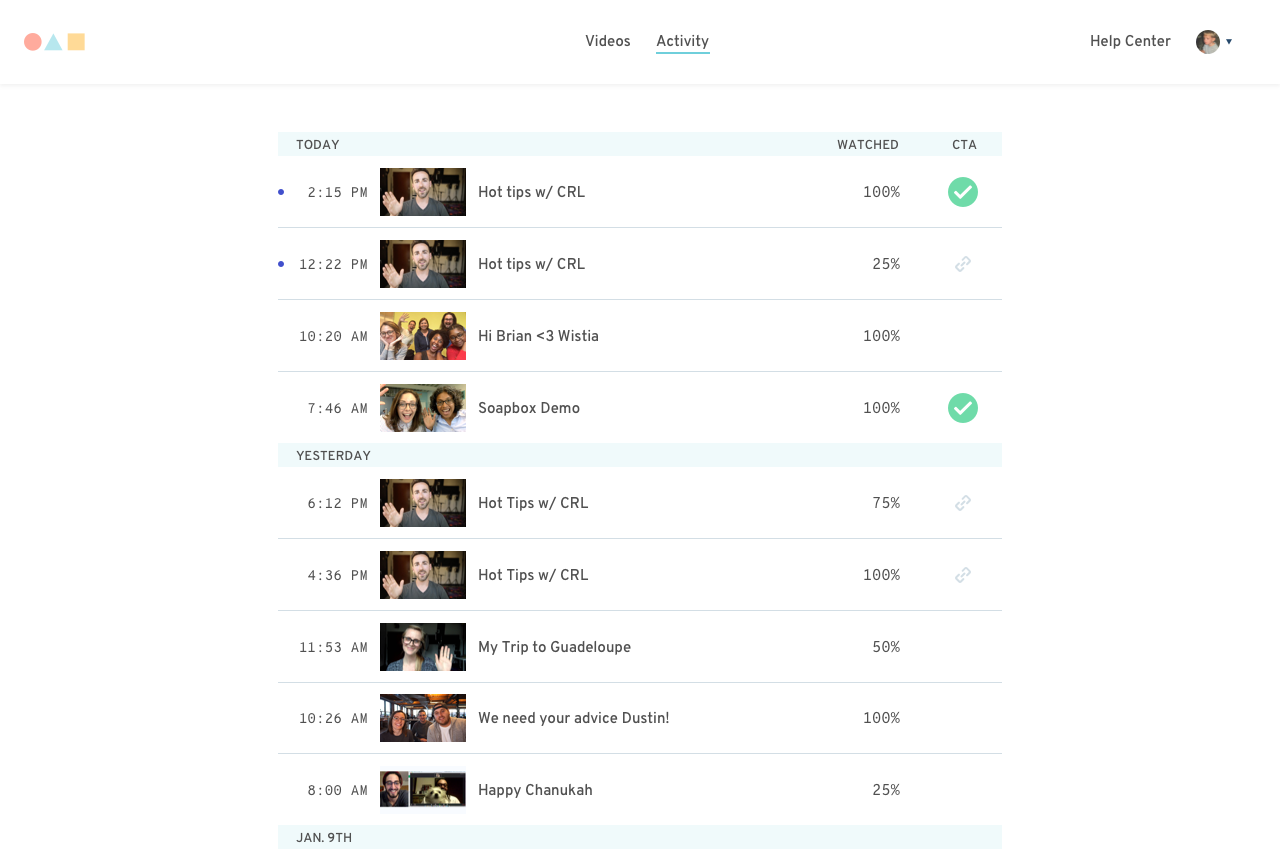 Videos Activity Help Center
TODAY WATCHED CTA
2:15 PM Hot tips w/ CRL 100%
12:22 PM Hot tips w/ CRL 25%
10:20 AM Hi Brian <3 Wistia 100%
7:46 AM Soapbox Demo 100%
YESTERDAY
6:12 PM Hot Tips w/ CRL 75%
4:36 PM Hot Tips w/ CRL 100%
11:53 AM My Trip to Guadeloupe 50%
10:26 AM We need your advice Dustin! 100%
8:00 AM Happy Chanukah 25%
JAN. 9TH